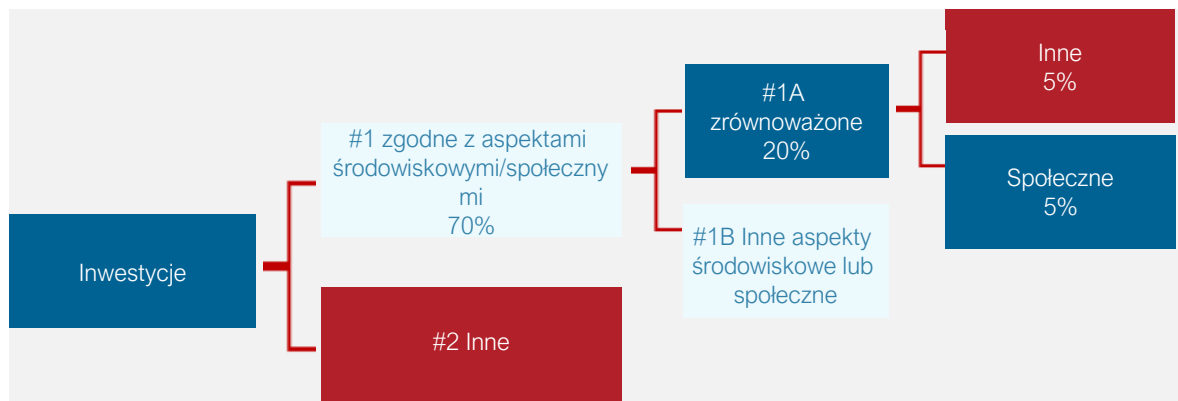 Inwestycje
#1 zgodne z aspektami
środowiskowymi/społeczny
mi
70%
#2 Inne
#1A
zrównoważone
20%
#1B Inne aspekty
środowiskowe lub
społeczne
Inne
5%
Społeczne
5%